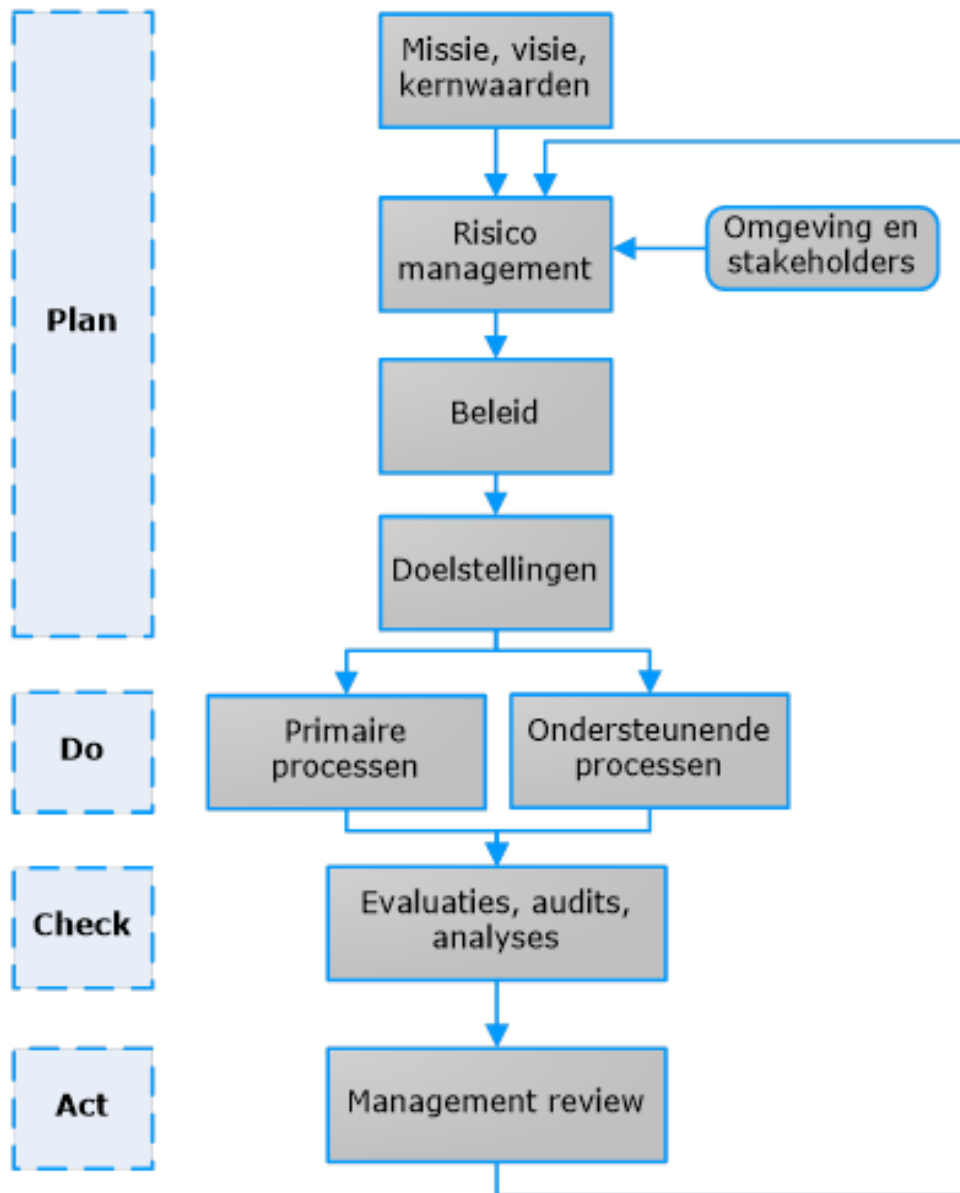 Missie, visie,
kernwaarden
Risico
management
Omgeving en
stakeholders
Plan
Beleid
Doelstellingen
Do
Primaire
processen
Ondersteunende
processen
Check
Evaluaties, audits,
analyses
Act
Management review